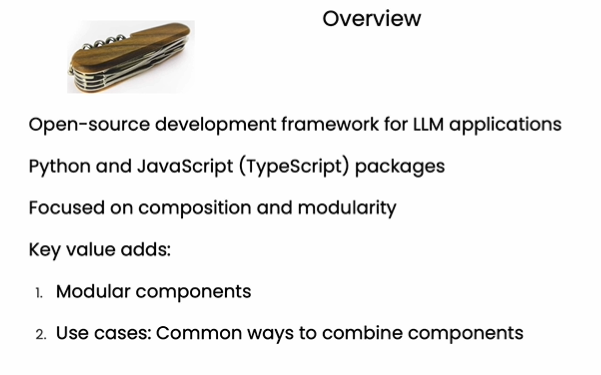 Overview
Open-source development framework for LLM applications
Python and JavaScript (TypeScript) packages
Focused on composition and modularity
Key value adds:
1. Modular components
2. Use cases: Common ways to combine components